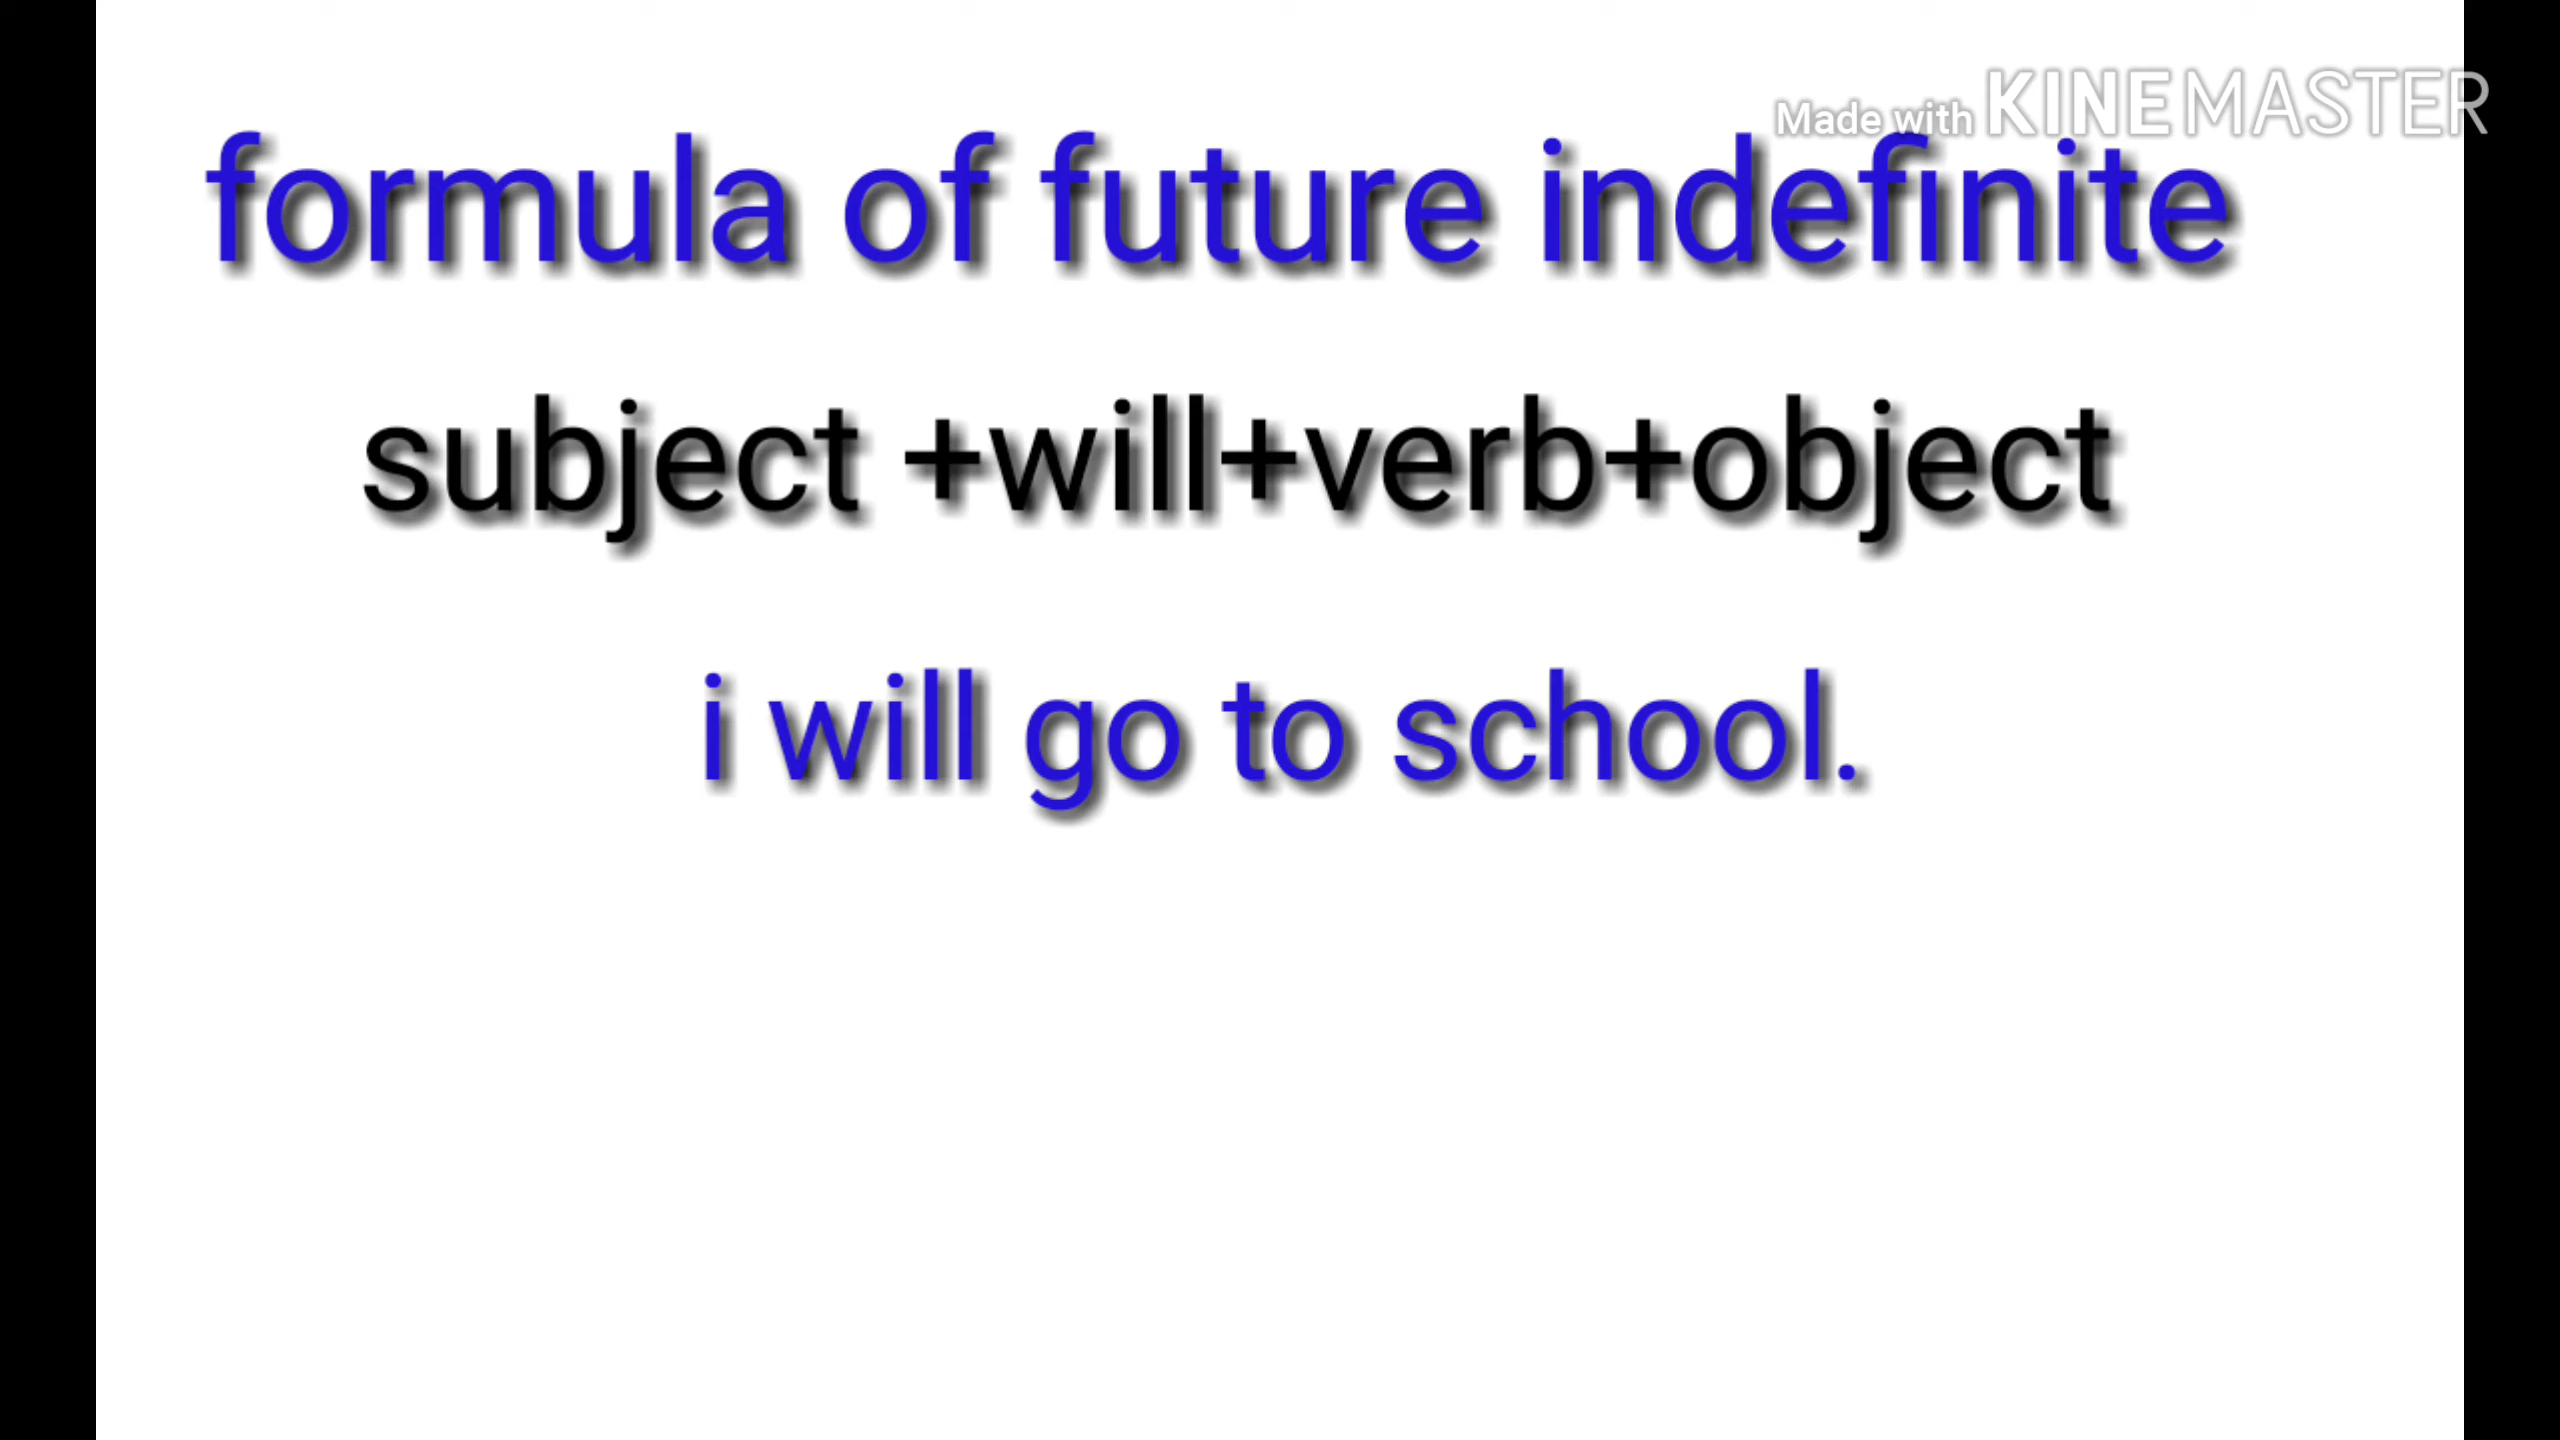 Made with KINEMASTER
formula of future indefinite
subject +will+verb+object
i will go to school.